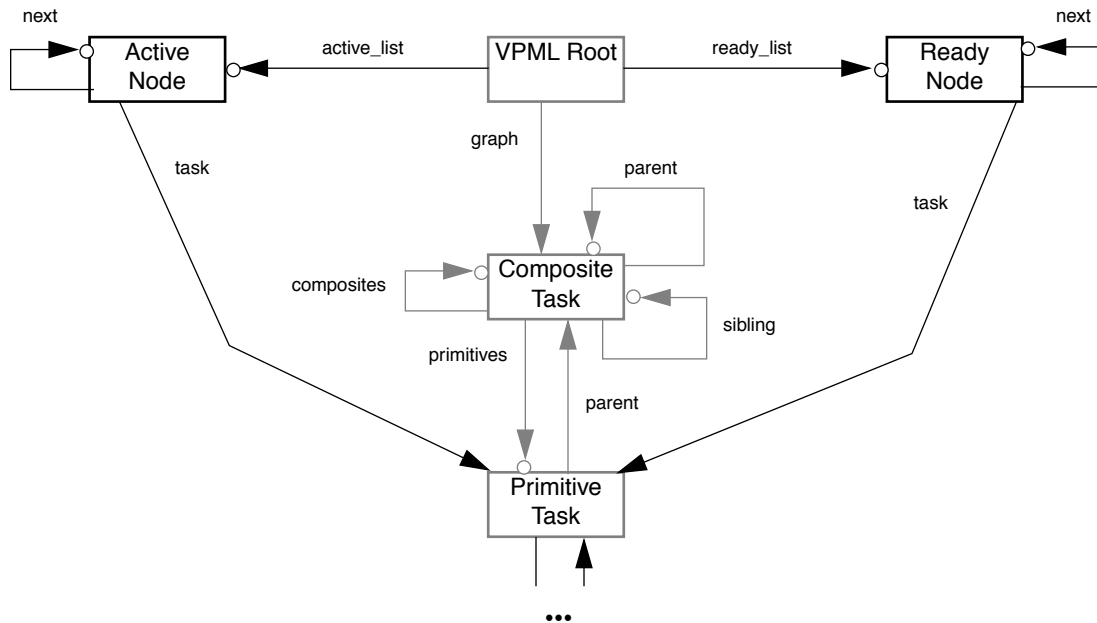 next
next
Active
Node
active_list
VPML Root
ready_list
Ready
Node
graph
task
parent
task
Composite
Task
composites
sibling
primitives
parent
Primitive
Task
•••